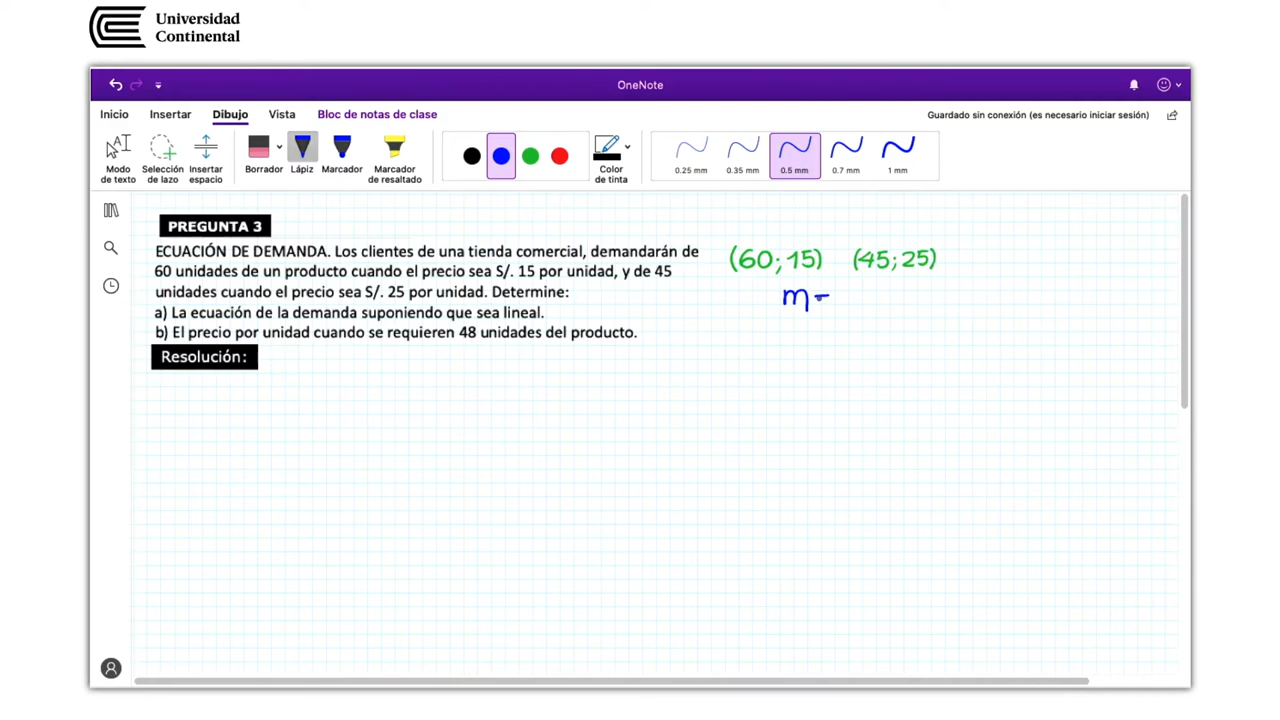 Universidad
Continental
OneNote
Inicio Insertar Dibujo Vista Bloc de notas de clase
Guardado sin conexión (es necesario iniciar sesión)
Modo de texto
Selección de lazo
Insertar espacio
Borrador
Lápiz
Marcador
Marcador de resaltado
Color de tinta
0.25 mm 0.35 mm 0.5 mm 0.7 mm 1 mm
PREGUNTA 3
ECUACIÓN DE DEMANDA. Los clientes de una tienda comercial, demandarán de
60 unidades de un producto cuando el precio sea S/. 15 por unidad, y de 45
unidades cuando el precio sea S/. 25 por unidad. Determine:
a) La ecuación de la demanda suponiendo que sea lineal.
b) El precio por unidad cuando se requieren 48 unidades del producto.
Resolución:
(60; 15) (45; 25)
m -